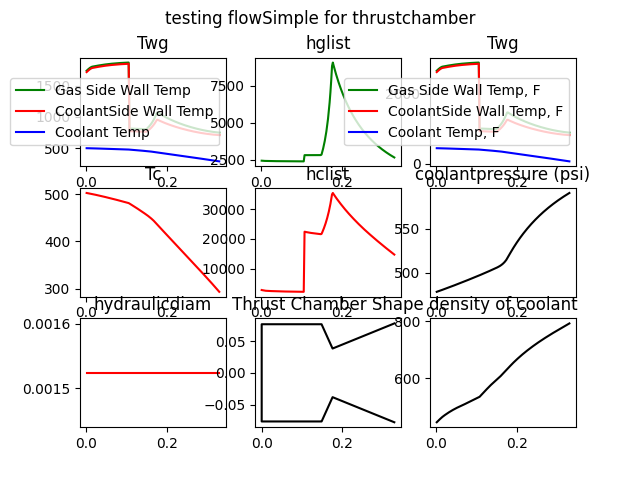 testing flowSimple for thrustchamber
Twg
hglist
Twg
1500
1000
500
0.0
0.2
Gas Side Wall Temp
CoolantSide Wall Temp
Coolant Temp
7500
5000
2500
0.0
0.2
2000
0
0.0
0.2
Gas Side Wall Temp, F
CoolantSide Wall Temp, F
Coolant Temp, F
Tc
hclist
coolantpressure (psi)
500
400
300
0.0
0.2
30000
20000
10000
0.0
0.2
550
500
0.0
0.2
hydraulicdiam
Thrust Chamber Shape
density of coolant
0.0016
0.0015
0.0
0.2
0.05
0.00
−0.05
0.0
0.2
800
600
0.0
0.2